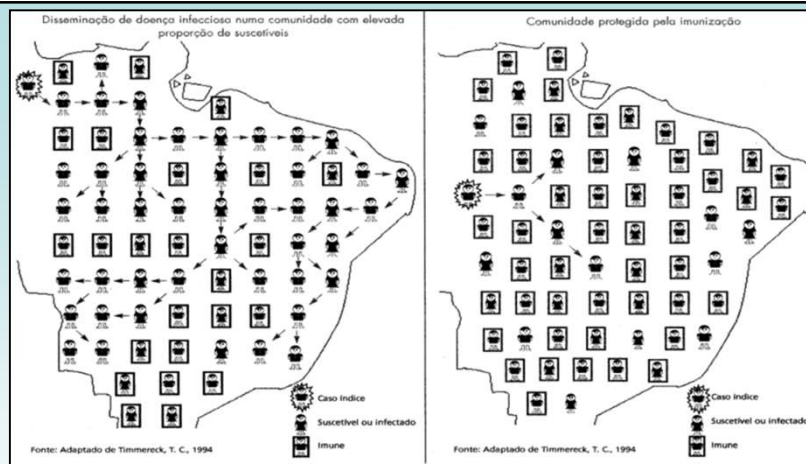 Disseminação de doença infecciosa numa comunidade com elevada
proporção de suscetíveis
Caso índice
Suscetível ou infectado
Imune
Fonte: Adaptado de Timmereck, T. C., 1994
Comunidade protegida pela imunização
Caso índice
Suscetível ou infectado
Imune
Fonte: Adaptado de Timmereck, T. C., 1994